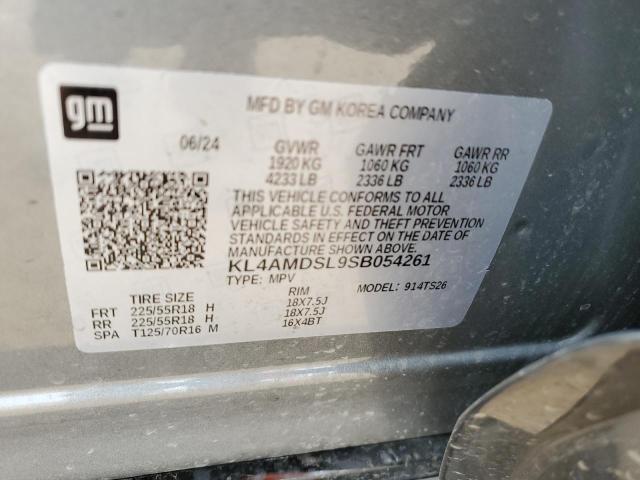 gm
MFD BY GM KOREA COMPANY
06/24 GVWR GAWR FRT GAWR RR
1920 KG 1060 KG 1060 KG
4233 LB 2336 LB 2336 LB
THIS VEHICLE CONFORMS TO ALL
APPLICABLE U.S. FEDERAL MOTOR
VEHICLE SAFETY AND THEFT PREVENTION
STANDARDS IN EFFECT ON THE DATE OF
MANUFACTURE SHOWN ABOVE.
KL4AMDSL9SB054261
TYPE: MPV MODEL: 914TS26
TIRE SIZE RIM
FRT 225/55R18 H 18X7.5J
RR 225/55R18 H 18X7.5J
SPA T125/70R16 M 16X4BT